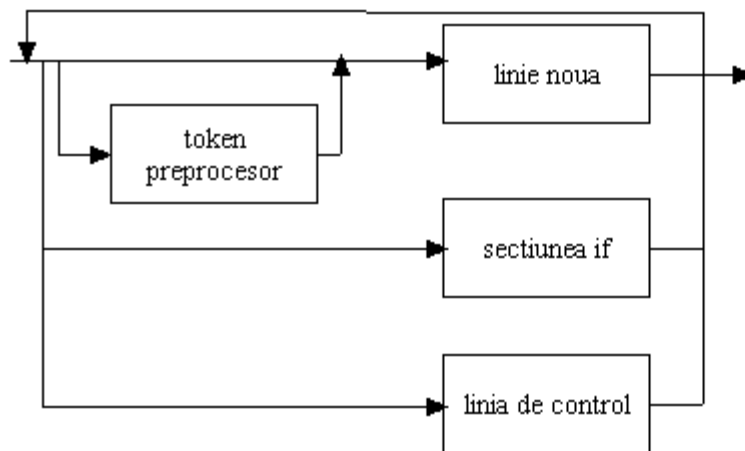 linie noua
token
preprocesor
sectiunea if
linia de control